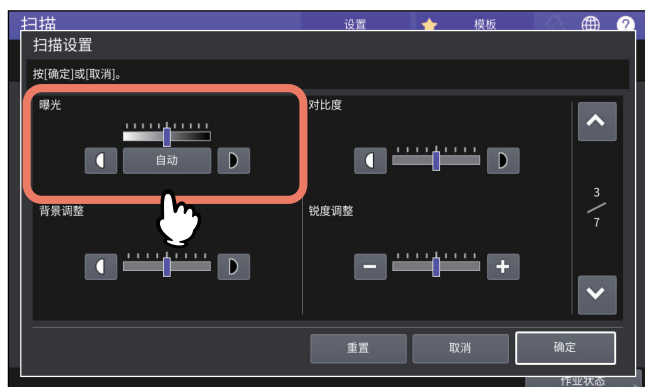 扫描
设置
模板
扫描设置
按[确定]或[取消]。
曝光
对比度
自动
背景调整
锐度调整
3
7
重置
取消
确定
作业状态